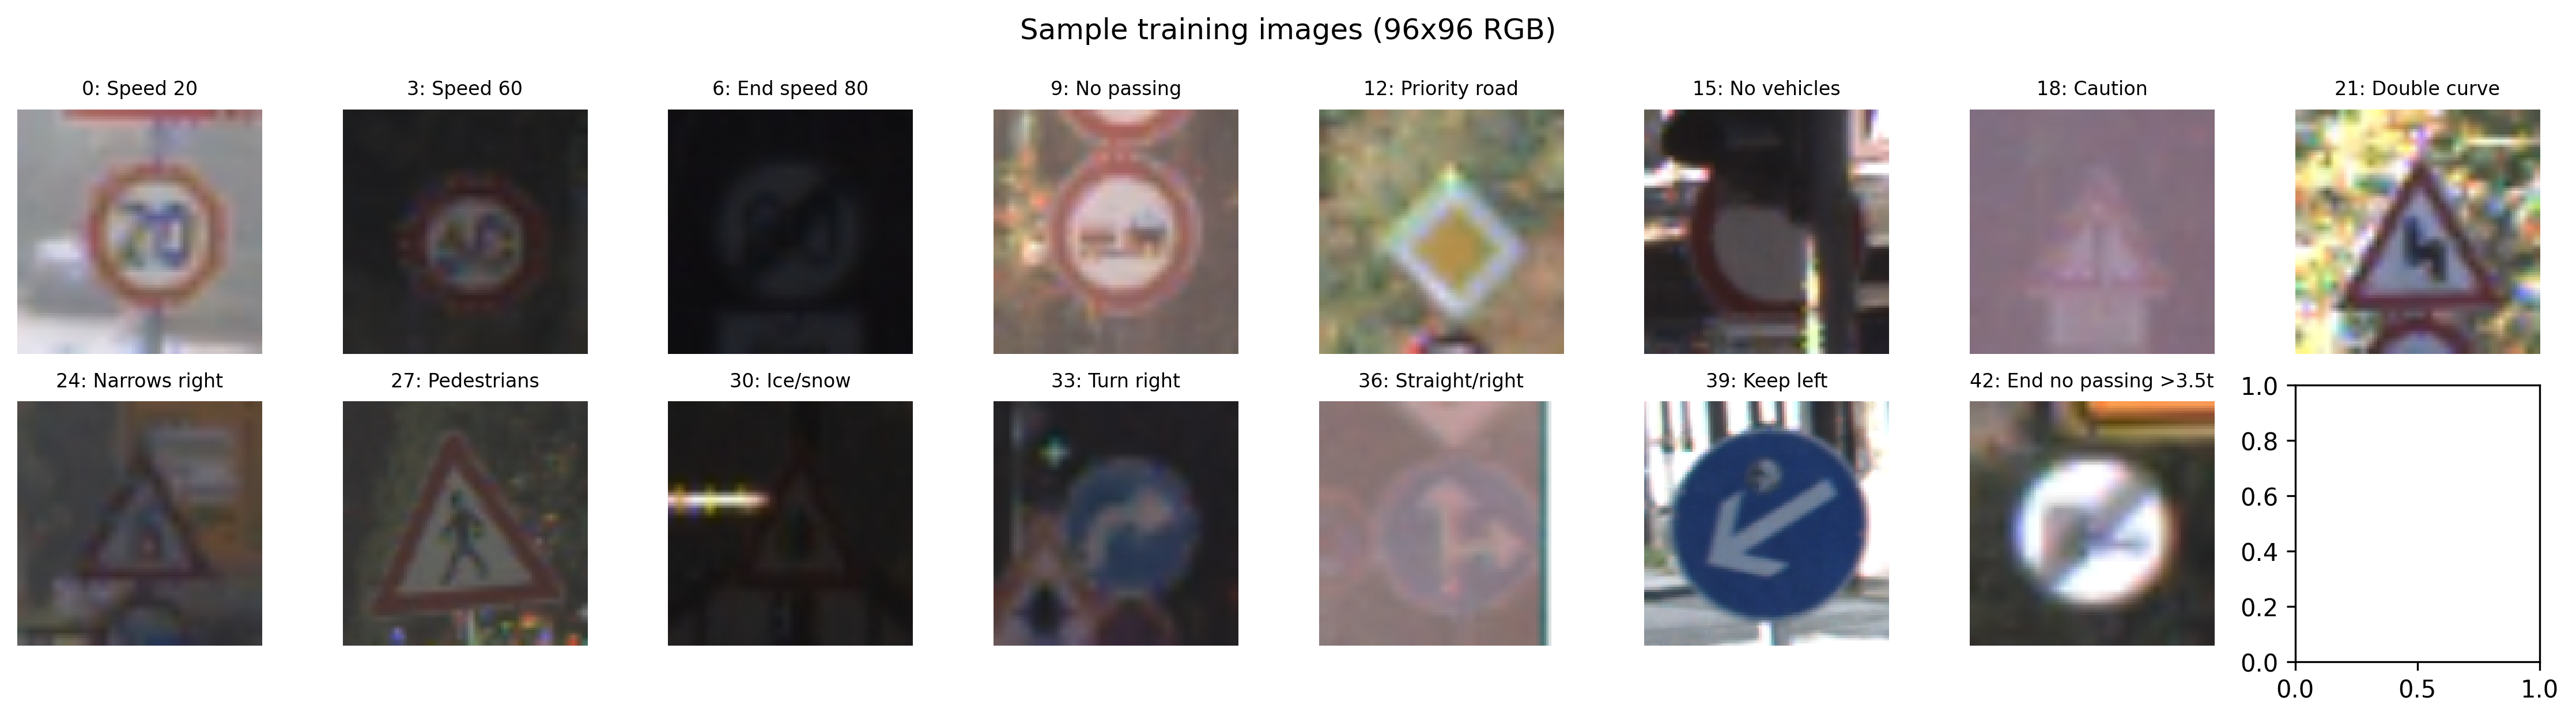 Sample training images (96x96 RGB)
0: Speed 20
3: Speed 60
6: End speed 80
9: No passing
12: Priority road
15: No vehicles
18: Caution
21: Double curve
70
24: Narrows right
27: Pedestrians
30: Ice/snow
33: Turn right
36: Straight/right
39: Keep left
42: End no passing >3.5t
1.0
0.8
0.6
0.4
0.2
0.0
0.0 0.5 1.0